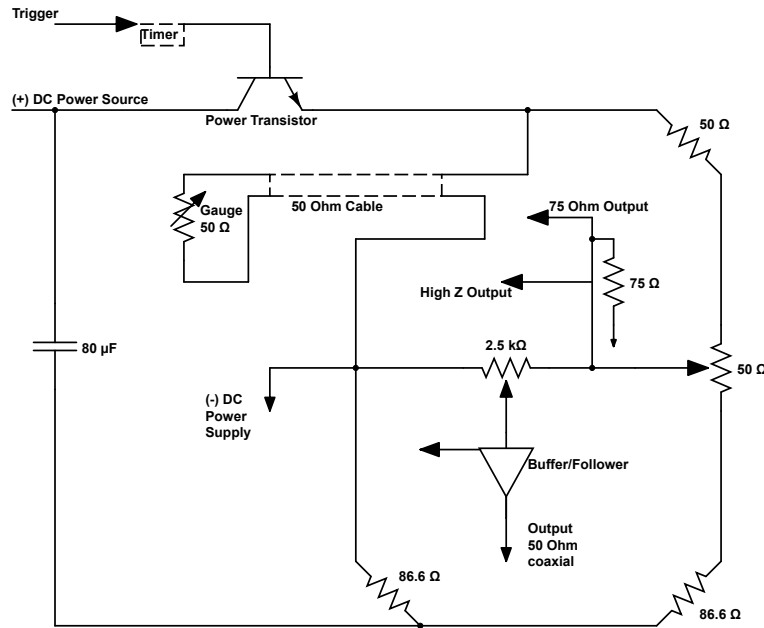 Trigger
Timer
(+) DC Power Source
Power Transistor
50 Ω
Gauge
50 Ω
50 Ohm Cable
75 Ohm Output
75 Ω
High Z Output
80 µF
2.5 kΩ
50 Ω
(-) DC
Power
Supply
Buffer/Follower
Output
50 Ohm
coaxial
86.6 Ω
86.6 Ω